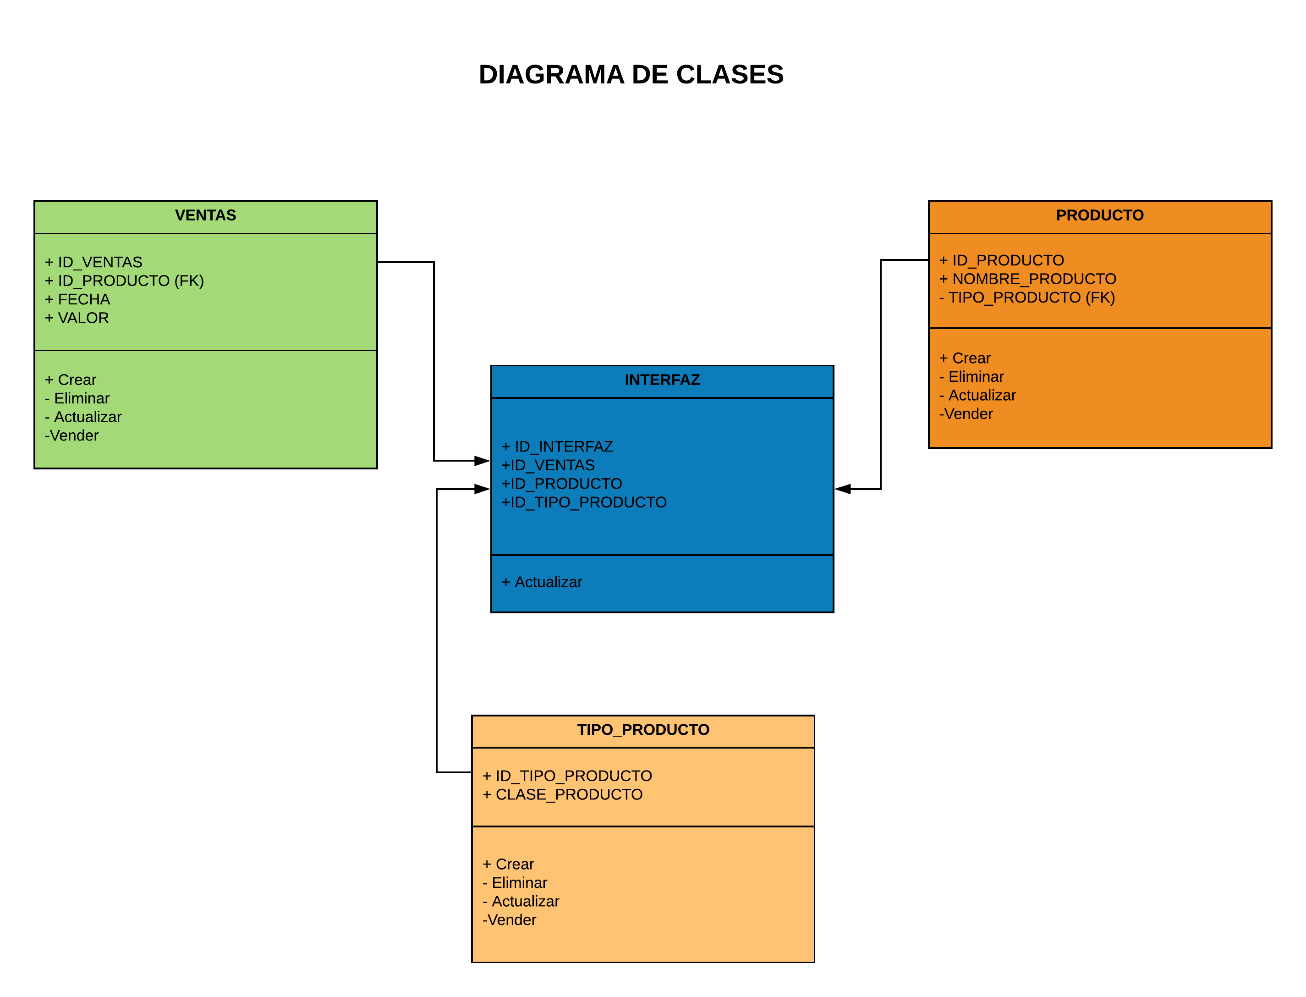 DIAGRAMA DE CLASES
VENTAS
+ ID_VENTAS
+ ID_PRODUCTO (FK)
+ FECHA
+ VALOR
+ Crear
- Eliminar
- Actualizar
-Vender
PRODUCTO
+ ID_PRODUCTO
+ NOMBRE_PRODUCTO
- TIPO_PRODUCTO (FK)
+ Crear
- Eliminar
- Actualizar
-Vender
INTERFAZ
+ ID_INTERFAZ
+ID_VENTAS
+ID_PRODUCTO
+ID_TIPO_PRODUCTO
+ Actualizar
TIPO_PRODUCTO
+ ID_TIPO_PRODUCTO
+ CLASE_PRODUCTO
+ Crear
- Eliminar
- Actualizar
-Vender